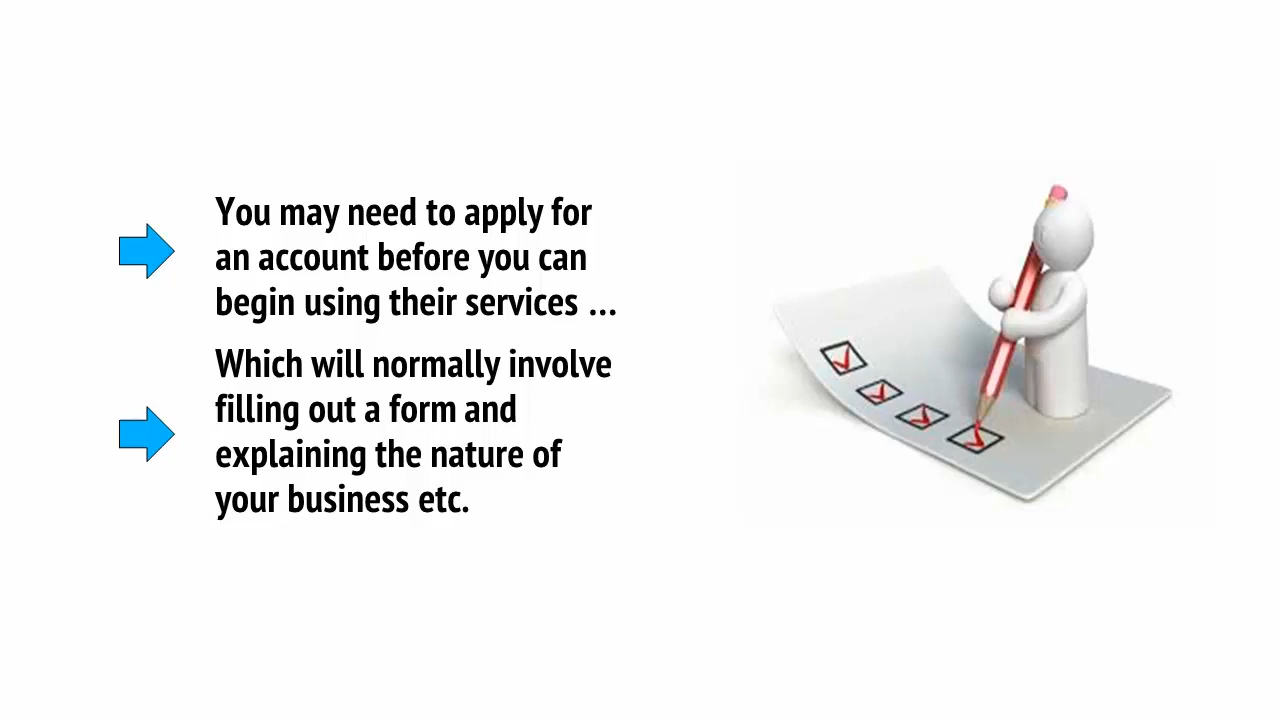 You may need to apply for
an account before you can
begin using their services ...
Which will normally involve
filling out a form and
explaining the nature of
your business etc.